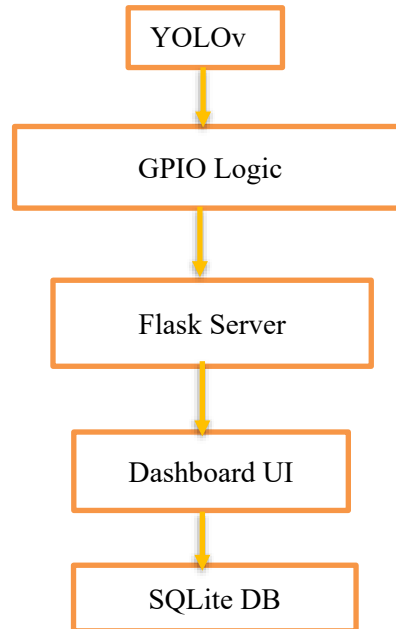 YOLOv
GPIO Logic
Flask Server
Dashboard UI
SQLite DB